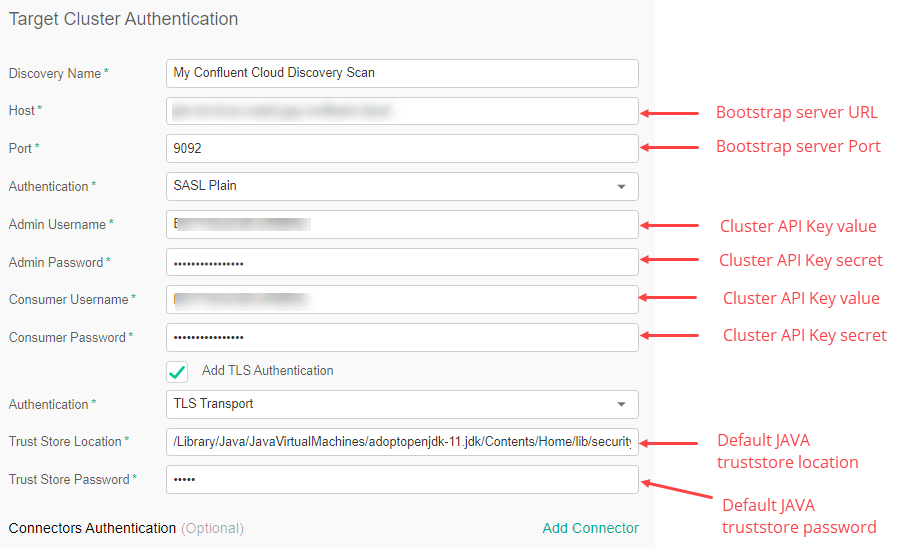 Target Cluster Authentication
Discovery Name * My Confluent Cloud Discovery Scan
Host * Bootstrap server URL
Port * 9092 Bootstrap server Port
Authentication * SASL Plain
Admin Username * Cluster API Key value
Admin Password * •••••••••••••••• Cluster API Key secret
Consumer Username * Cluster API Key value
Consumer Password * •••••••••••••••• Cluster API Key secret
Add TLS Authentication
Authentication * TLS Transport
Trust Store Location * /Library/Java/JavaVirtualMachines/adoptopenjdk-11.jdk/Contents/Home/lib/security Default JAVA
truststore location
Trust Store Password * •••••
Default JAVA
truststore password
Connectors Authentication (Optional) Add Connector